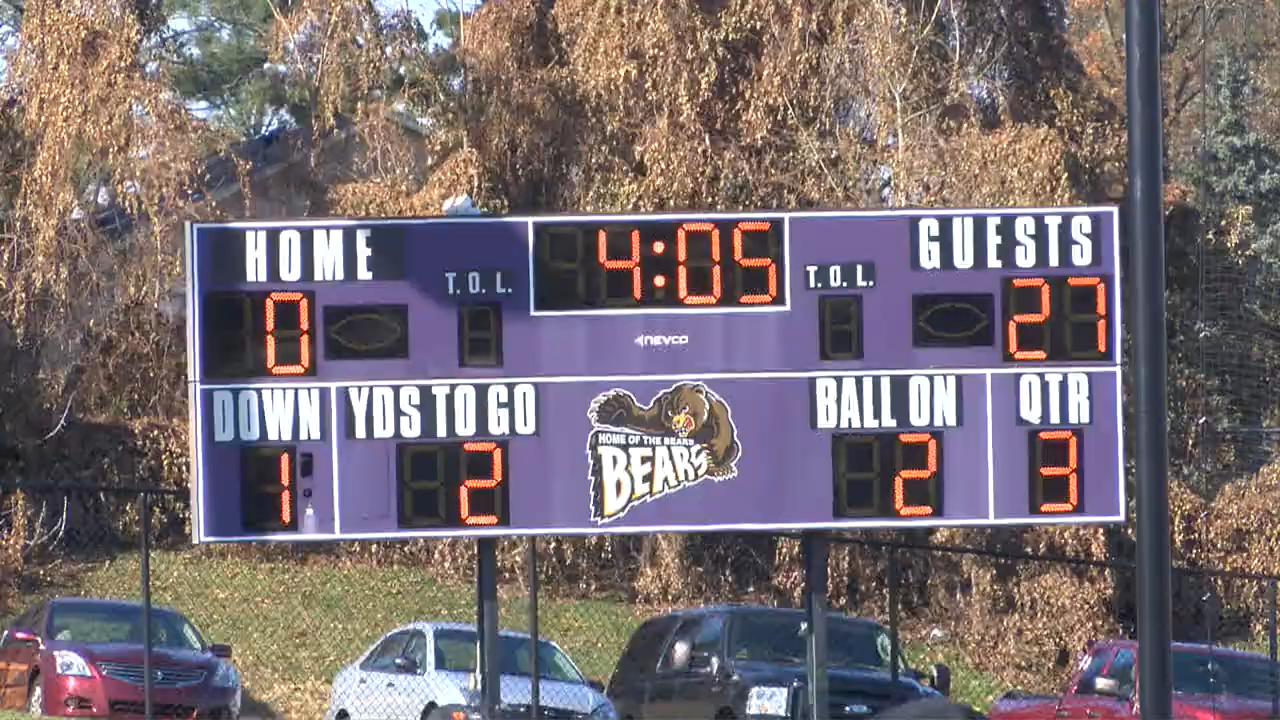 HOME 4:05 GUESTS
T. O. L. T. O. L.
0 27
NEVCO
DOWN YDS TO GO BALL ON QTR
HOME OF THE BEARS
BEARS
1 2 2 3